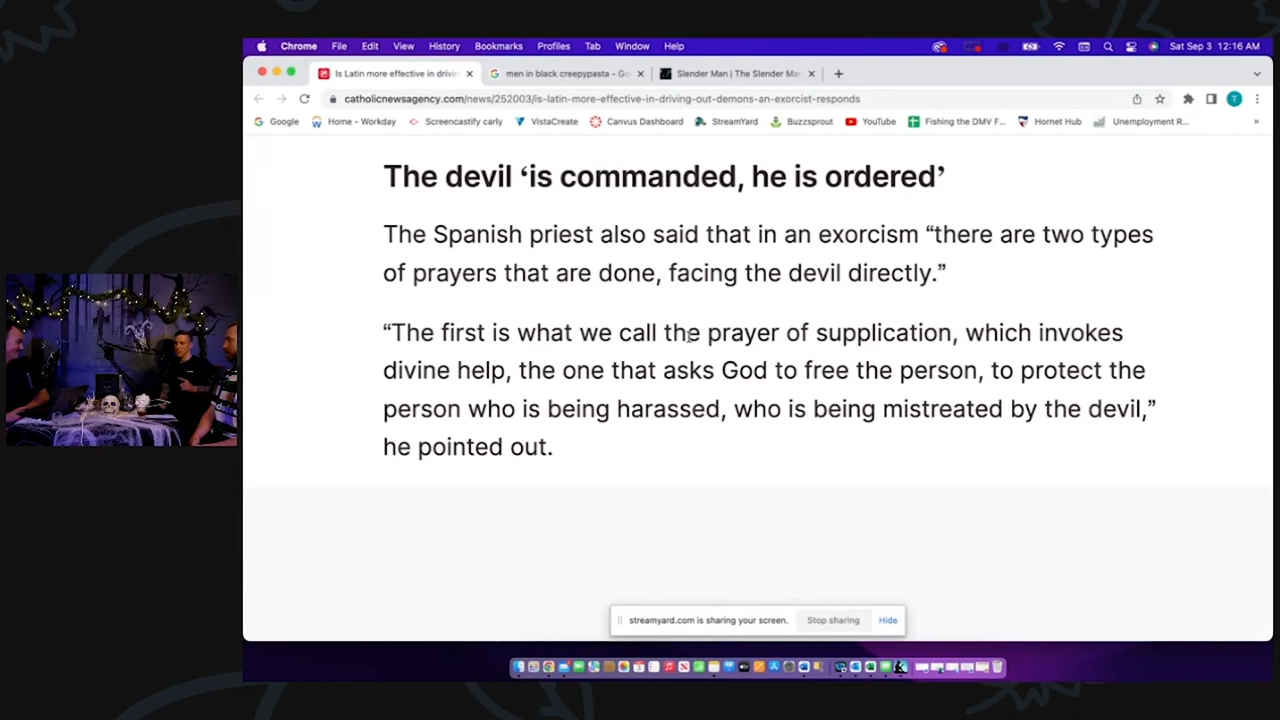 Chrome File Edit View History Bookmarks Profiles Tab Window Help Sat Sep 3 12:16 AM
Is Latin more effective in drivin men in black creepypasta - Go Slender Man | The Slender Ma
catholicnewsagency.com/news/252003/is-latin-more-effective-in-driving-out-demons-an-exorcist-responds
Google Home - Workday Screencastify carly VistaCreate Canvus Dashboard StreamYard Buzzsprout YouTube Fishing the DMV F... Hornet Hub Unemployment R...
The devil ‘is commanded, he is ordered’
The Spanish priest also said that in an exorcism “there are two types
of prayers that are done, facing the devil directly.”
“The first is what we call the prayer of supplication, which invokes
divine help, the one that asks God to free the person, to protect the
person who is being harassed, who is being mistreated by the devil,”
he pointed out.
streamyard.com is sharing your screen. Stop sharing Hide